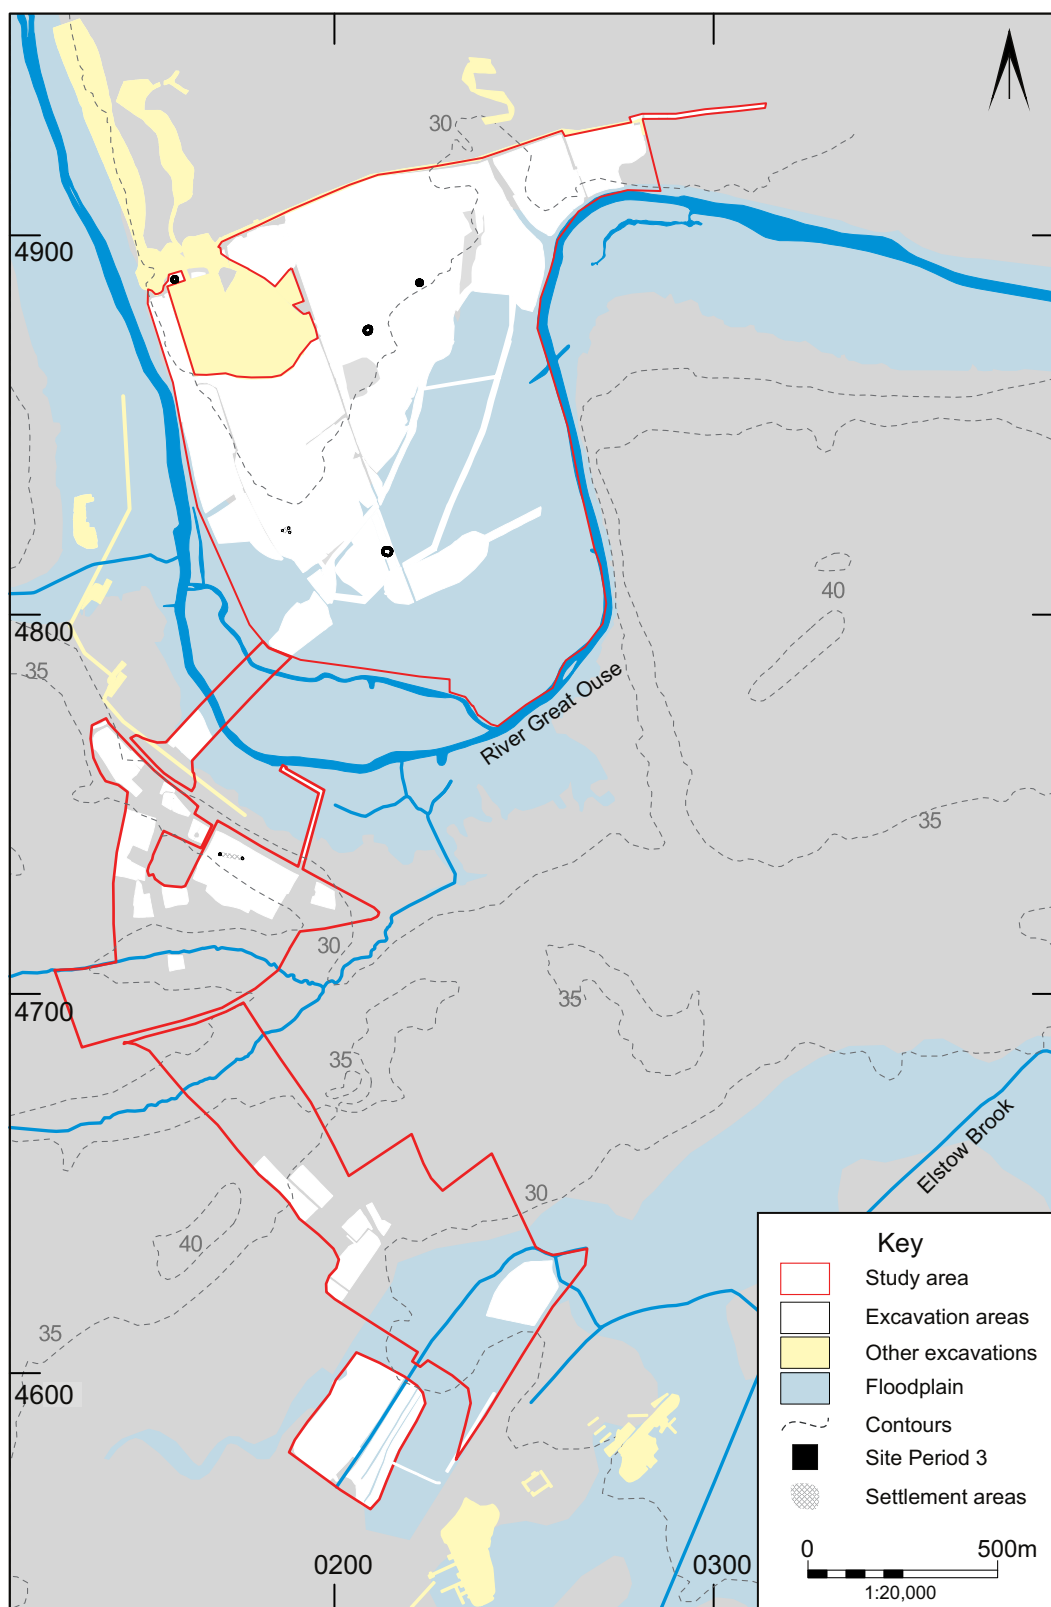 30
4900
40
4800
35
River Great Ouse
35
30
35
4700
35
Elstow Brook
30
40
35
4600
0200
0300
Key
Study area
Excavation areas
Other excavations
Floodplain
Contours
Site Period 3
Settlement areas
0 500m
1:20,000